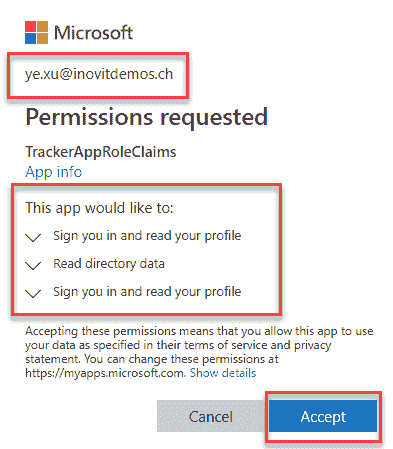 Microsoft
ye.xu@inovitdemos.ch
Permissions requested
TrackerAppRoleClaims
App info
This app would like to:
Sign you in and read your profile
Read directory data
Sign you in and read your profile
Accepting these permissions means that you allow this app to use
your data as specified in their terms of service and privacy
statement. You can change these permissions at
https://myapps.microsoft.com. Show details
Cancel Accept